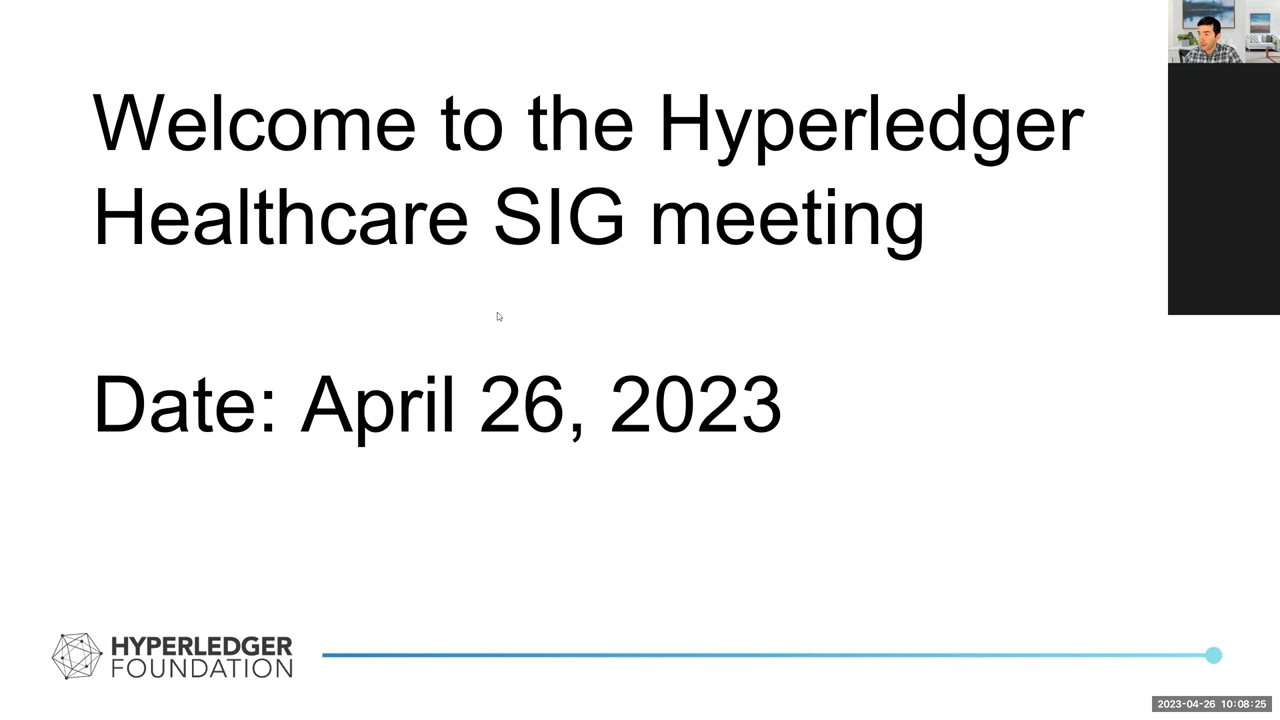 Welcome to the Hyperledger
Healthcare SIG meeting
Date: April 26, 2023
HYPERLEDGER
FOUNDATION
2023-04-26 10:08:25